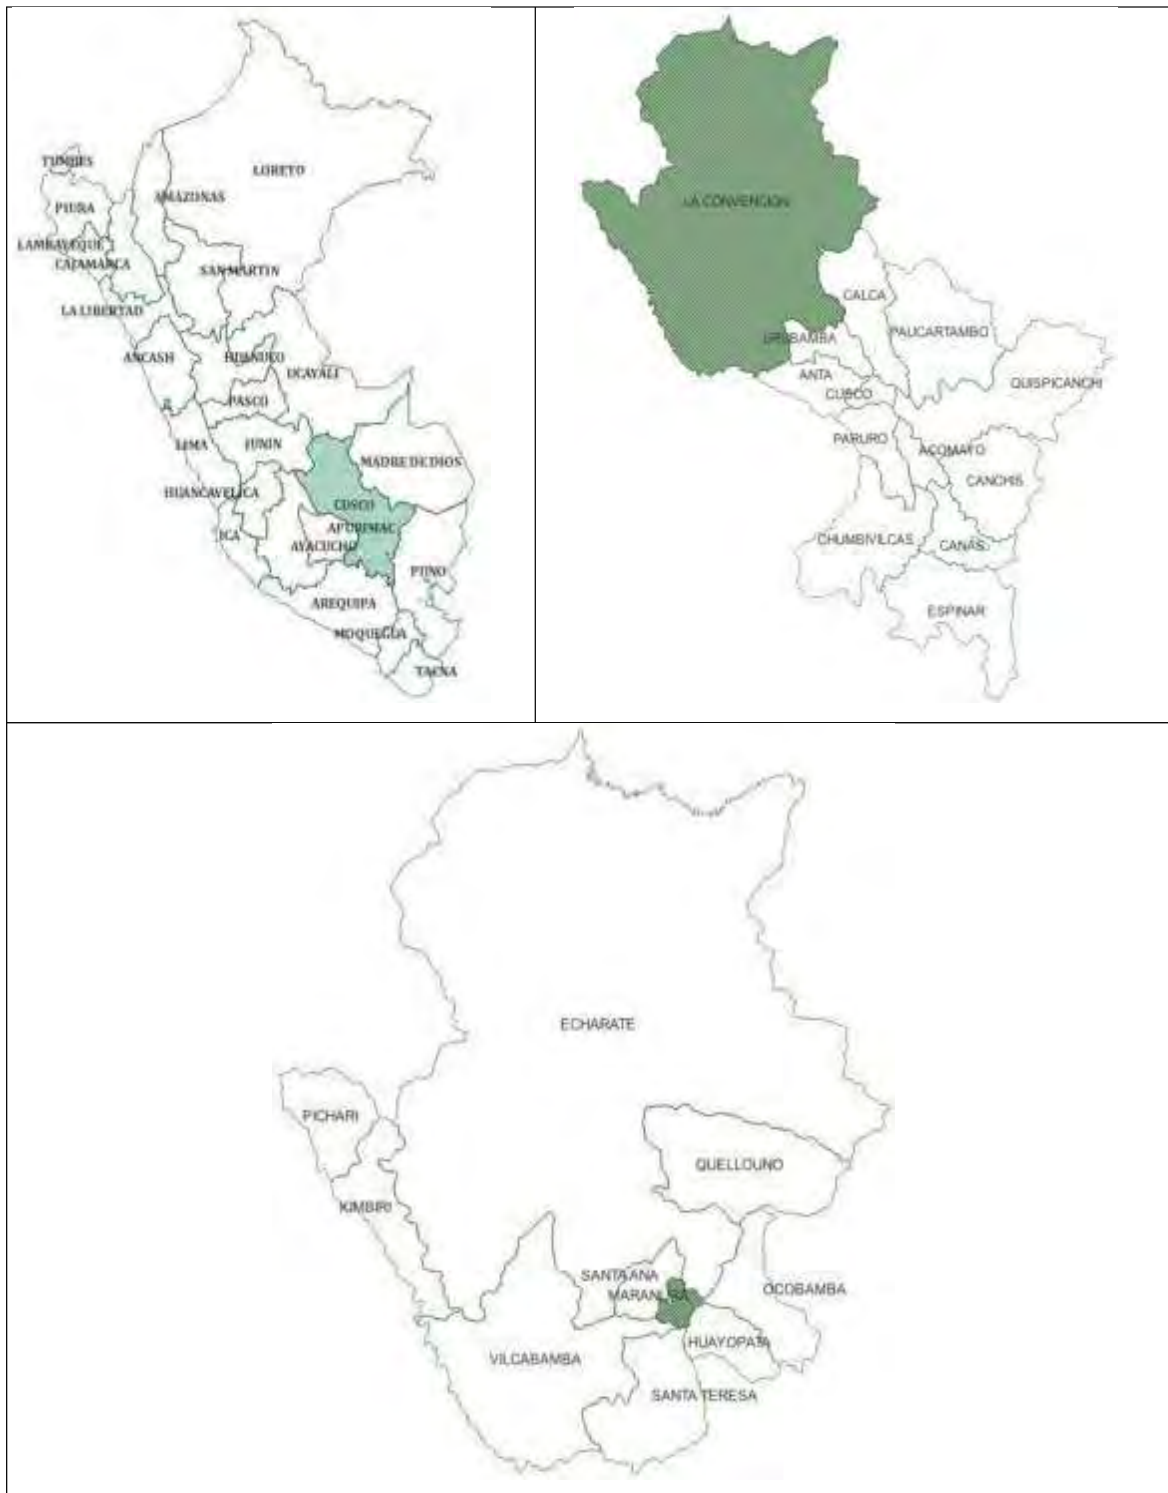 TUMBES
LORETO
AMAZONAS
PIURA
LAMBAYEQUE
CAJAMARCA
SAN MARTIN
LA LIBERTAD
ANCASH
HUANUCO
UCAYALI
PASCO
LIMA
JUNIN
MADRE DE DIOS
HUANCAVELICA
CUSCO
ICA
APURIMAC
AYACUCHO
PUNO
AREQUIPA
MOQUEGUA
TACNA
LA CONVENCION
CALCA
URUBAMBA
PAUCARTAMBO
ANTA
CUSCO
QUISPICANCHI
PARURO
ACOMAYO
CANCHIS
CHUMBIVILCAS
CANAS
ESPINAR
ECHARATE
PICHARI
QUELLOUNO
KIMBIRI
SANTA ANA
MARANURA
OCOBAMBA
HUAYOPATA
VILCABAMBA
SANTA TERESA